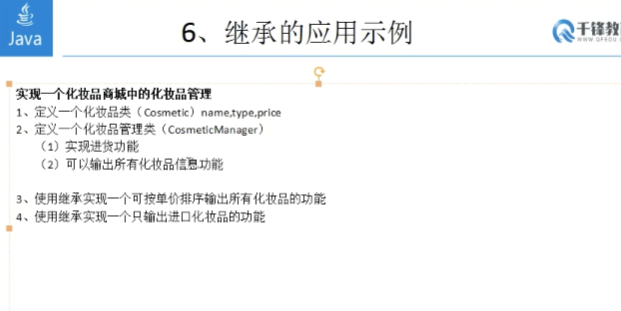 Java
6、继承的应用示例
千锋教
WWW.QFEDU.
实现一个化妆品商城中的化妆品管理
1、定义一个化妆品类（Cosmetic）name,type,price
2、定义一个化妆品管理类（CosmeticManager）
（1）实现进货功能
（2）可以输出所有化妆品信息功能
3、使用继承实现一个可按单价排序输出所有化妆品的功能
4、使用继承实现一个只输出进口化妆品的功能